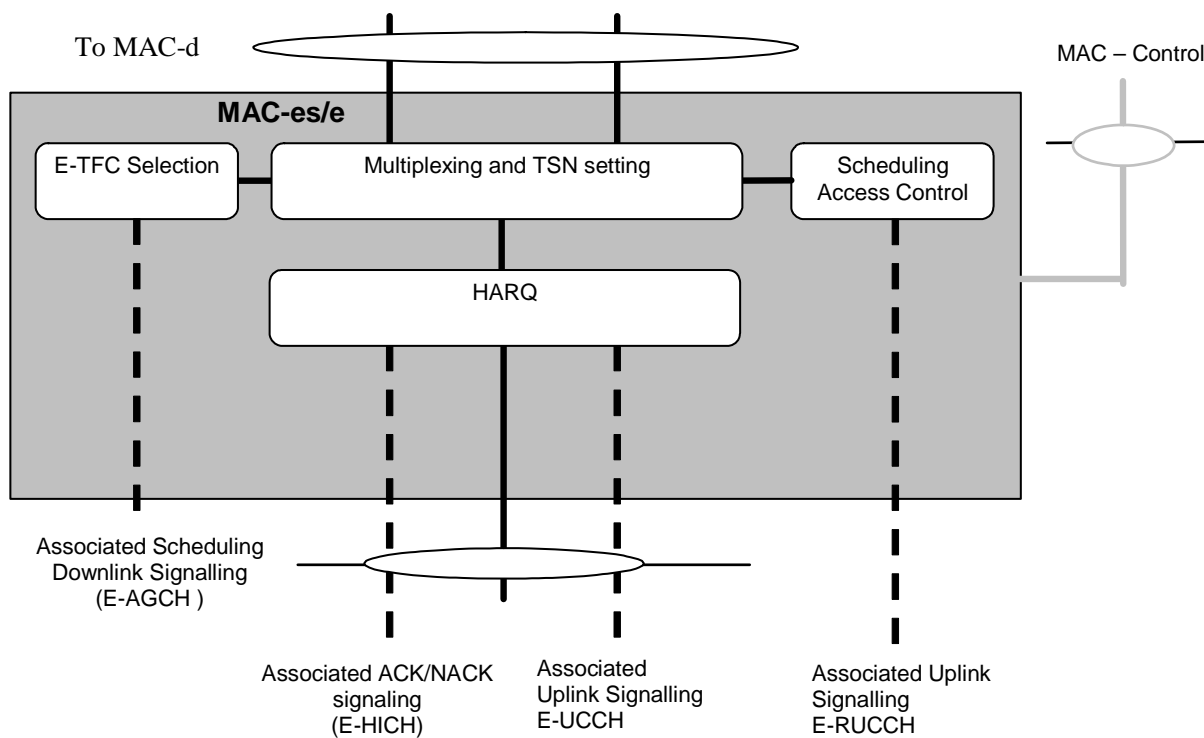 To MAC-d
MAC – Control
MAC-es/e
E-TFC Selection
Multiplexing and TSN setting
Scheduling
Access Control
HARQ
Associated Scheduling
Downlink Signalling
(E-AGCH )
Associated ACK/NACK
signaling
(E-HICH)
Associated
Uplink Signalling
E-UCCH
Associated Uplink
Signalling
E-RUCCH